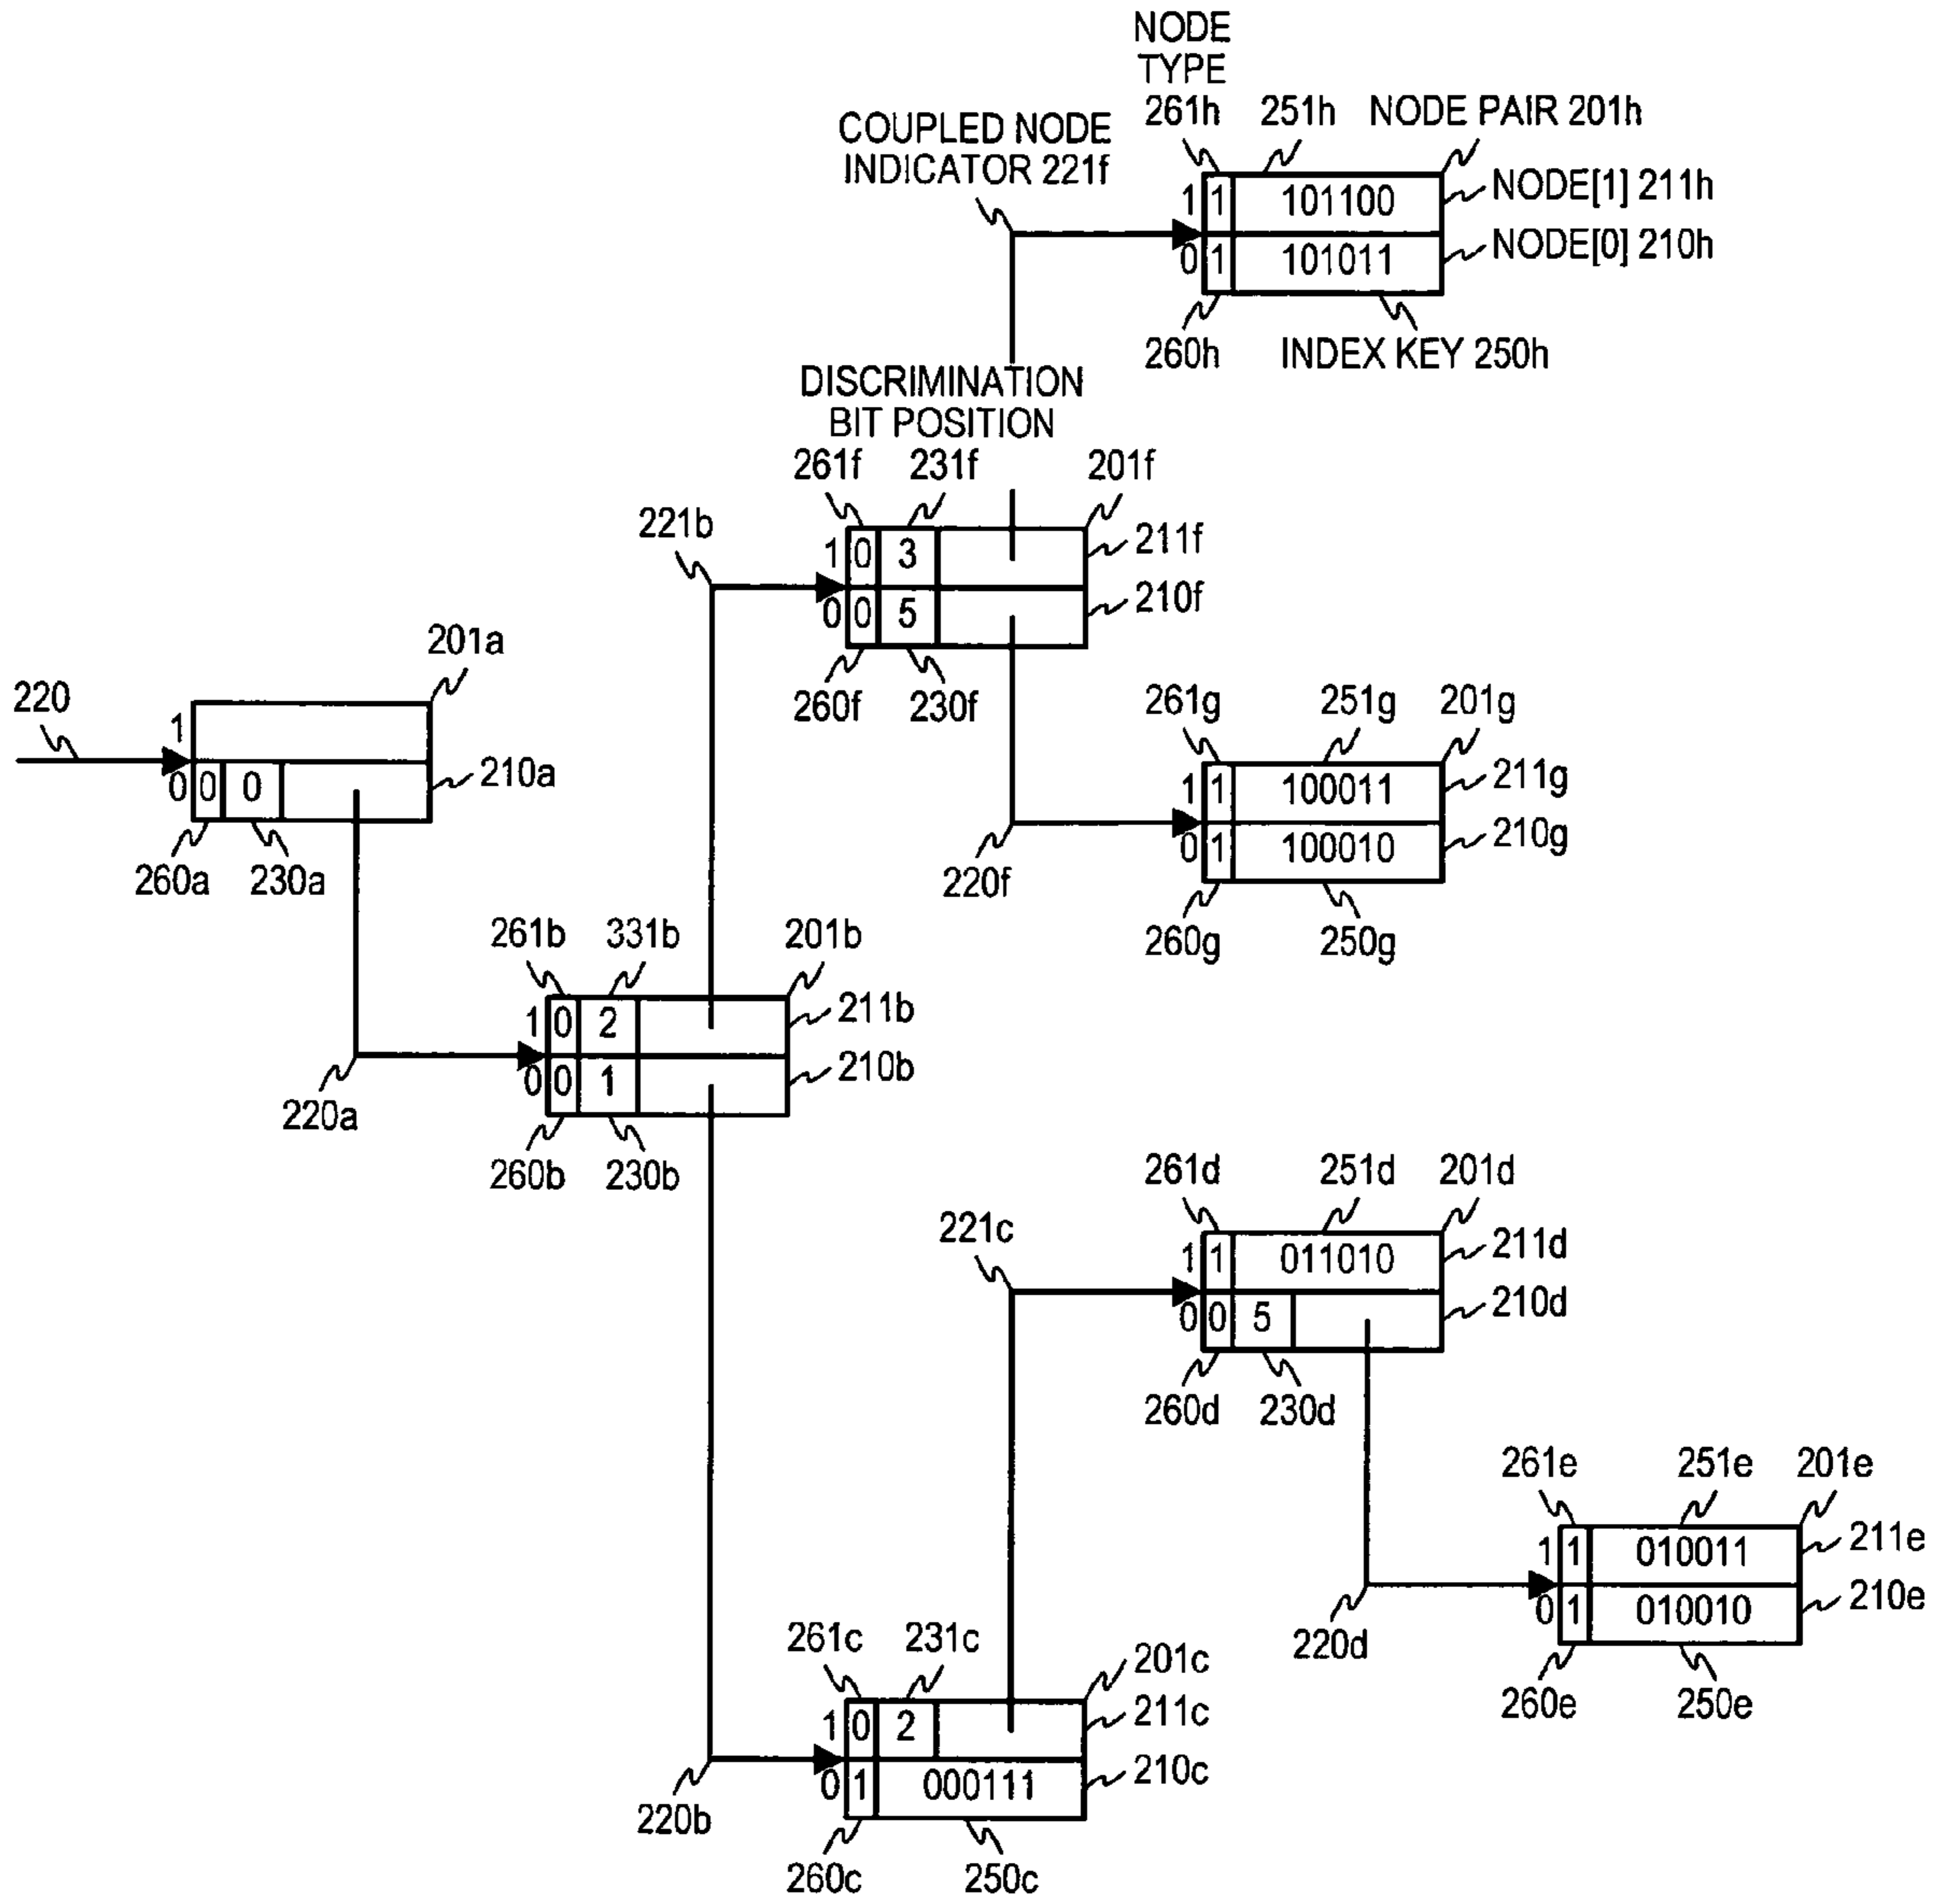 NODE
TYPE
261h 251h NODE PAIR 201h
COUPLED NODE
INDICATOR 221f
1 1 101100 NODE[1] 211h
0 1 101011 NODE[0] 210h
260h INDEX KEY 250h
DISCRIMINATION
BIT POSITION
261f 231f 201f
221b
1 0 3 211f
0 0 5 210f
260f 230f
201a
220
1
0 0 0 210a
260a 230a
261g 251g 201g
1 1 100011 211g
0 1 100010 210g
220f
260g 250g
261b 331b 201b
1 0 2 211b
0 0 1 210b
220a
260b 230b
261d 251d 201d
221c
1 1 011010 211d
0 0 5 210d
260d 230d
261e 251e 201e
1 1 010011 211e
0 1 010010 210e
220d
260e 250e
261c 231c 201c
1 0 2 211c
0 1 000111 210c
220b
260c 250c